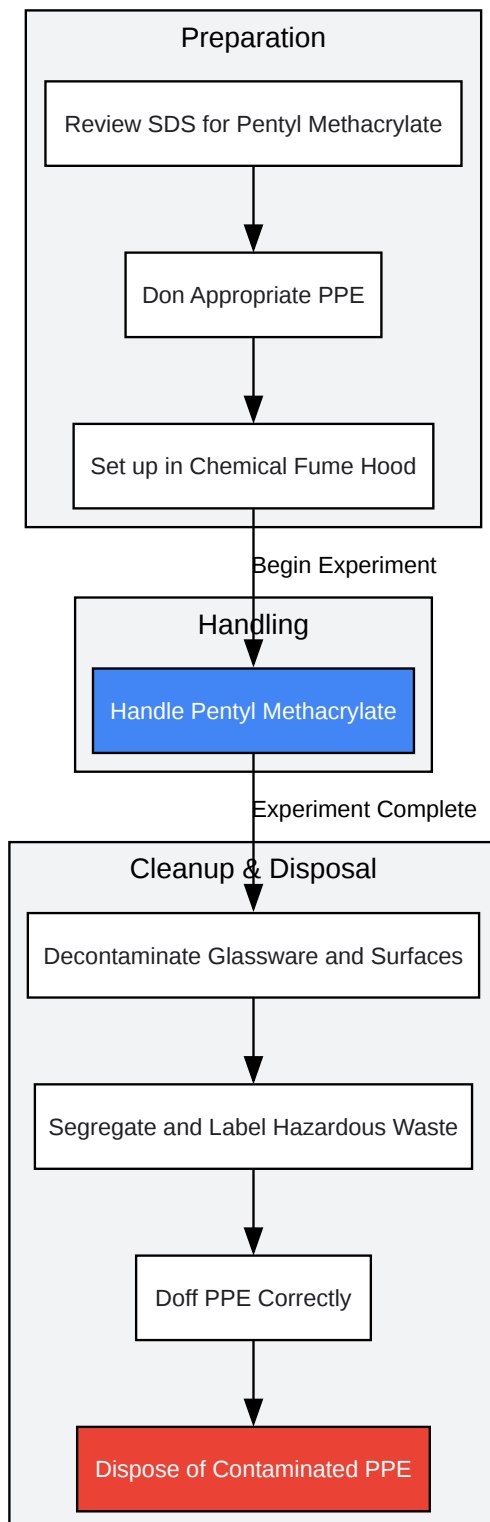 Preparation
Review SDS for Pentyl Methacrylate
Don Appropriate PPE
Set up in Chemical Fume Hood
Begin Experiment
Handling
Handle Pentyl Methacrylate
Experiment Complete
Cleanup & Disposal
Decontaminate Glassware and Surfaces
Segregate and Label Hazardous Waste
Doff PPE Correctly
Dispose of Contaminated PPE